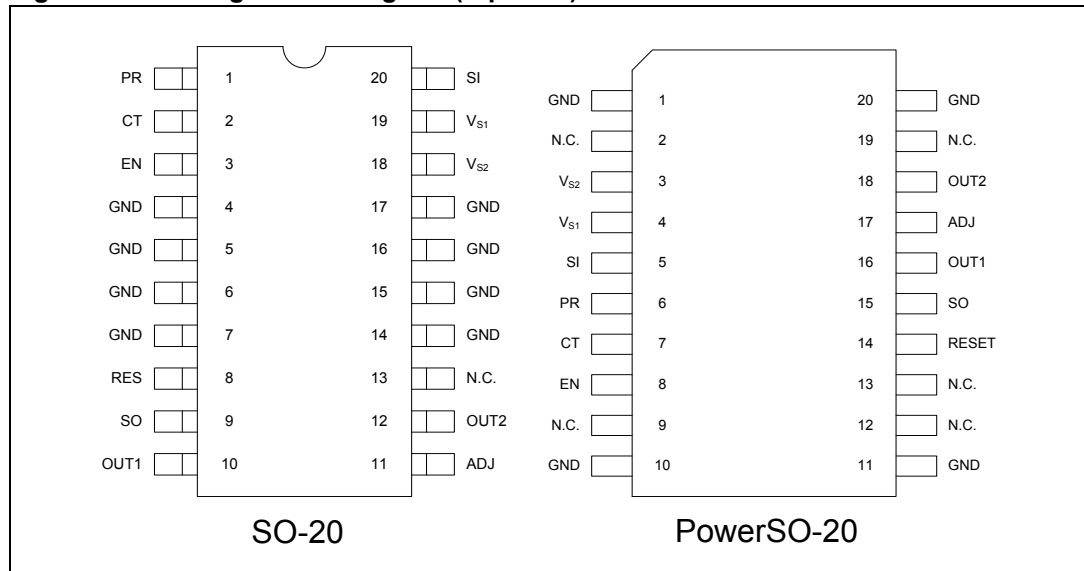 PR 1 20 SI
CT 2 19 VS1
EN 3 18 VS2
GND 4 17 GND
GND 5 16 GND
GND 6 15 GND
GND 7 14 GND
RES 8 13 N.C.
SO 9 12 OUT2
OUT1 10 11 ADJ
SO-20
GND 1 20 GND
N.C. 2 19 N.C.
VS2 3 18 OUT2
VS1 4 17 ADJ
SI 5 16 OUT1
PR 6 15 SO
CT 7 14 RESET
EN 8 13 N.C.
N.C. 9 12 N.C.
GND 10 11 GND
PowerSO-20